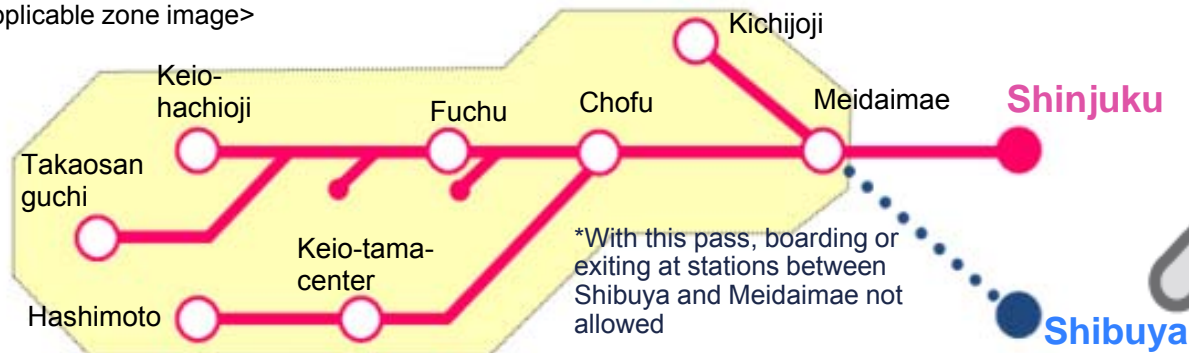 plicable zone image>
Kichijoji
Keio-
hachioji
Fuchu
Chofu
Meidaimae
Shinjuku
Takaosan
guchi
Keio-tama-
center
*With this pass, boarding or
exiting at stations between
Shibuya and Meidaimae not
allowed
Hashimoto
Shibuya